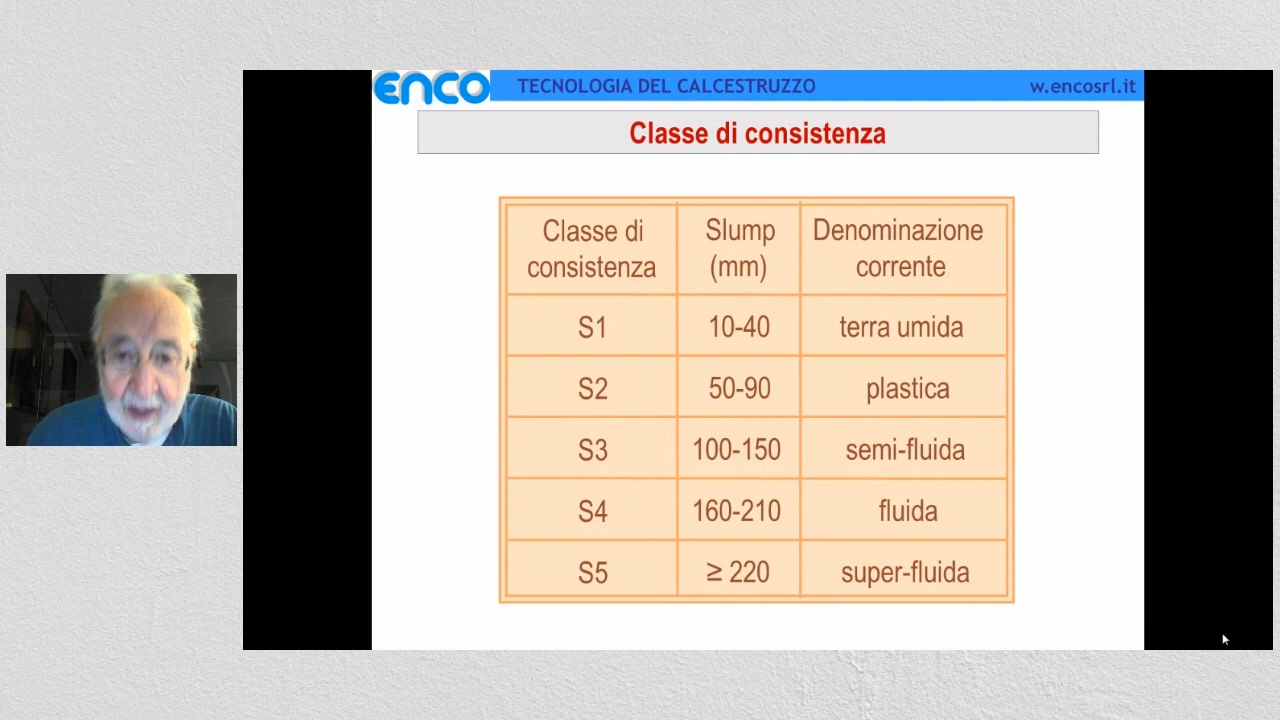 enco
TECNOLOGIA DEL CALCESTRUZZO
w.encosrl.it
Classe di consistenza
Classe di consistenza
Slump (mm)
Denominazione corrente
S1 10-40 terra umida
S2 50-90 plastica
S3 100-150 semi-fluida
S4 160-210 fluida
S5 ≥ 220 super-fluida